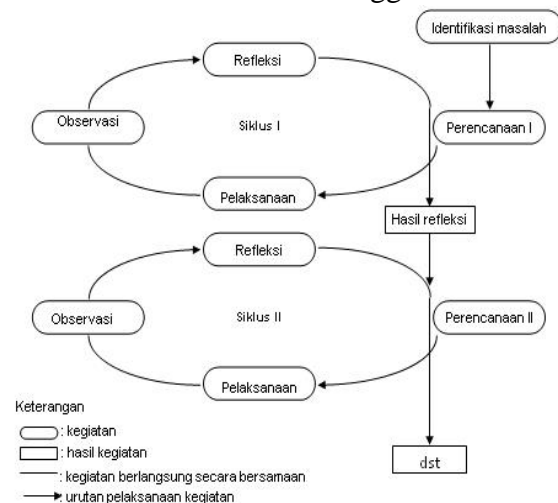 Identifikasi masalah
Refleksi
Observasi
Siklus I
Perencanaan I
Pelaksanaan
Hasil refleksi
Refleksi
Observasi
Siklus II
Perencanaan II
Pelaksanaan
dst
Keterangan
: kegiatan
: hasil kegiatan
: kegiatan berlangsung secara bersamaan
: urutan pelaksanaan kegiatan